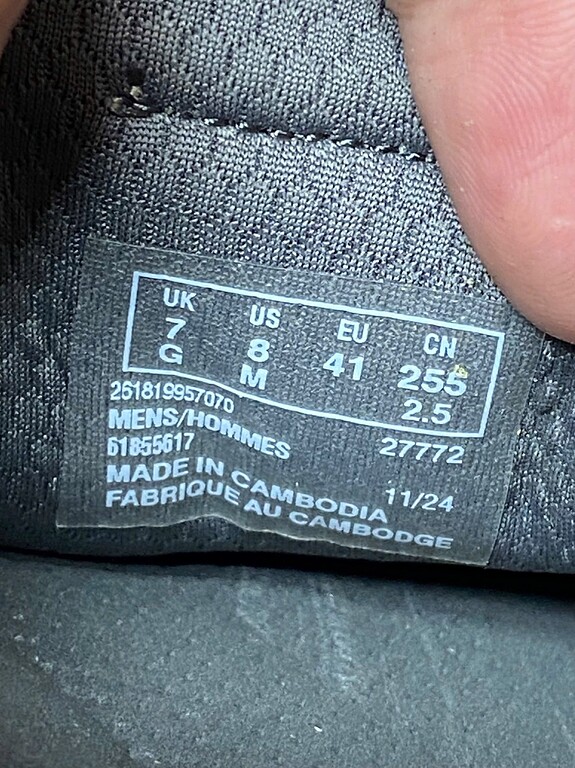 UK US EU CN
7 8 41 255
G M 2.5
261819957070
MENS/HOMMES 27772
61855617
MADE IN CAMBODIA 11/24
FABRIQUE AU CAMBODGE